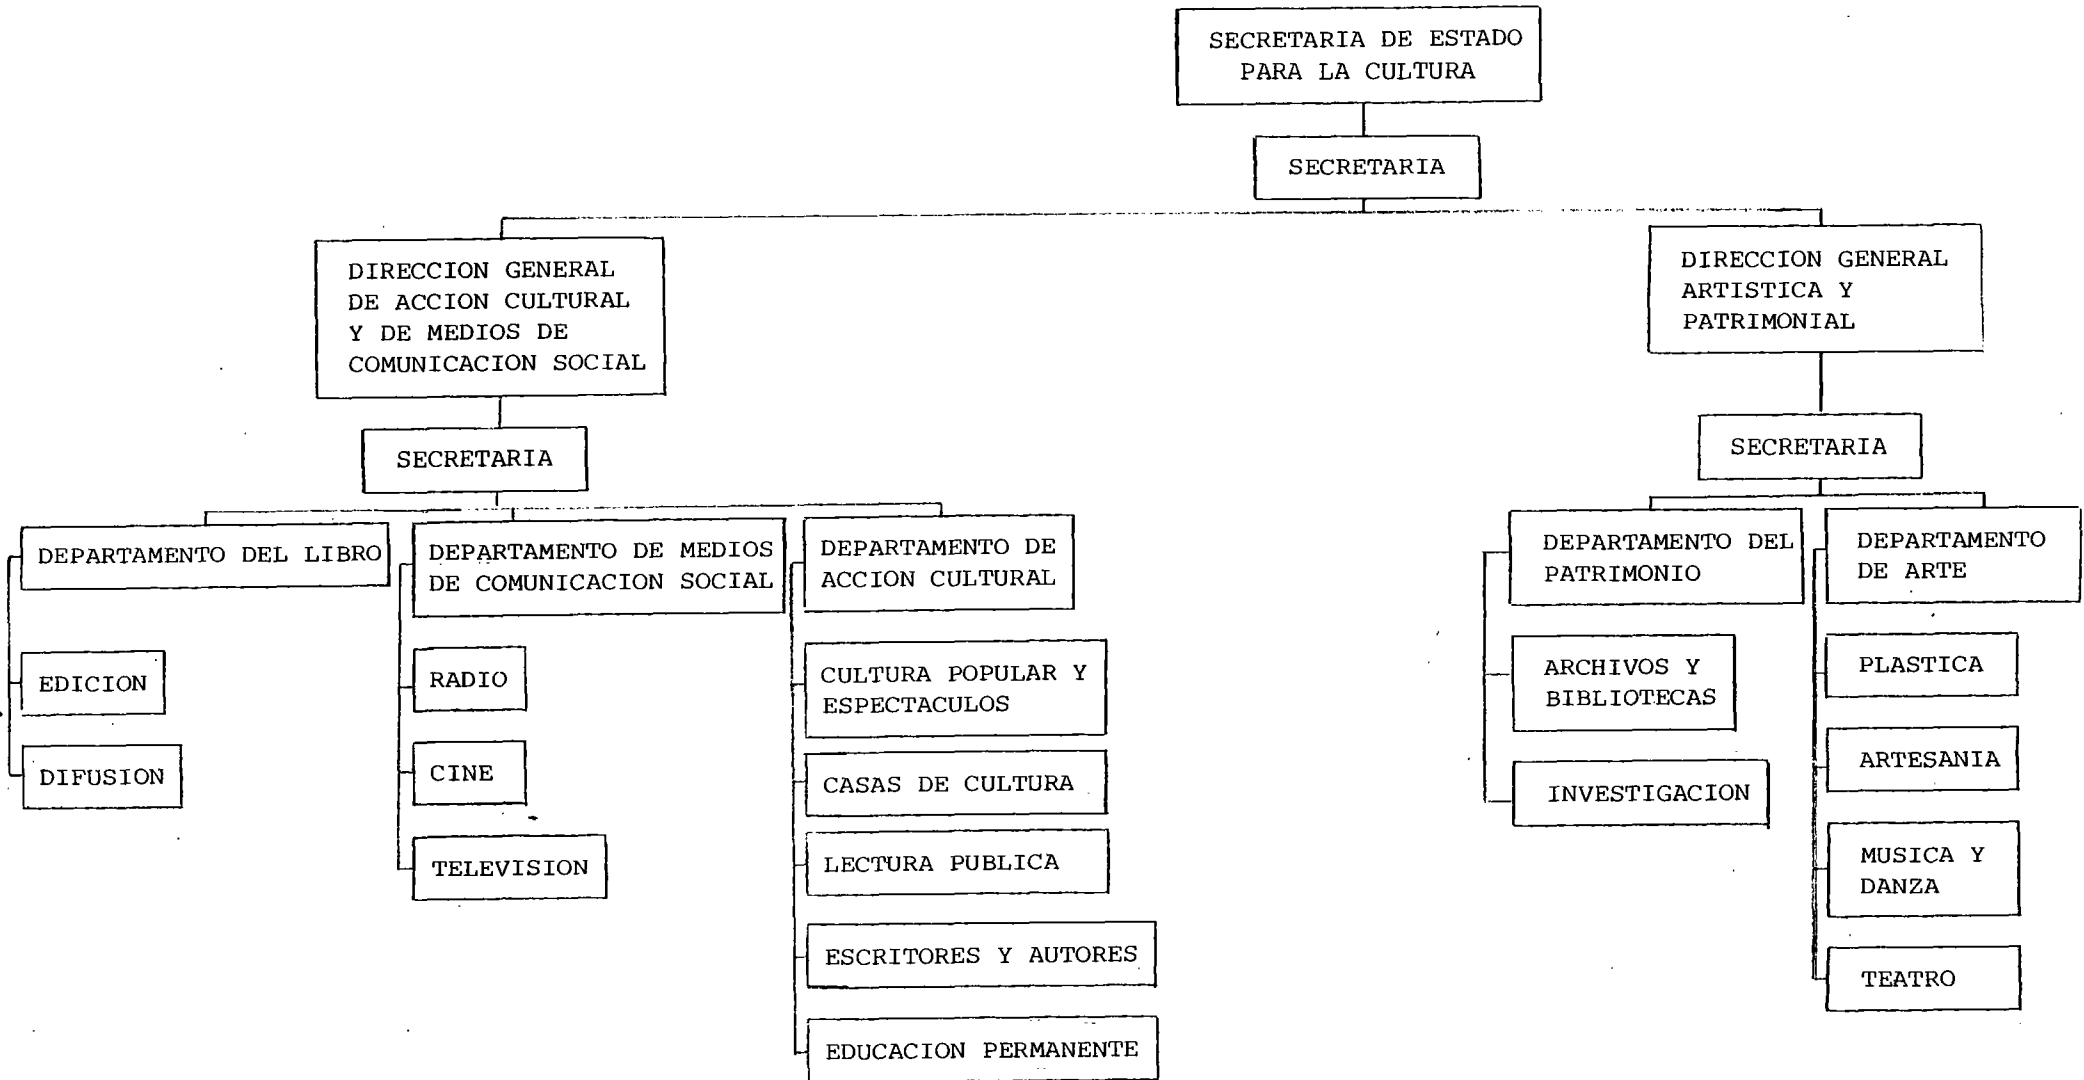 SECRETARIA DE ESTADO
PARA LA CULTURA
SECRETARIA
DIRECCION GENERAL
DE ACCION CULTURAL
Y DE MEDIOS DE
COMUNICACION SOCIAL
SECRETARIA
DEPARTAMENTO DEL LIBRO
EDICION
DIFUSION
DEPARTAMENTO DE MEDIOS
DE COMUNICACION SOCIAL
RADIO
CINE
TELEVISION
DEPARTAMENTO DE
ACCION CULTURAL
CULTURA POPULAR Y
ESPECTACULOS
CASAS DE CULTURA
LECTURA PUBLICA
ESCRITORES Y AUTORES
EDUCACION PERMANENTE
DIRECCION GENERAL
ARTISTICA Y
PATRIMONIAL
SECRETARIA
DEPARTAMENTO DEL
PATRIMONIO
ARCHIVOS Y
BIBLIOTECAS
INVESTIGACION
DEPARTAMENTO
DE ARTE
PLASTICA
ARTESANIA
MUSICA Y
DANZA
TEATRO